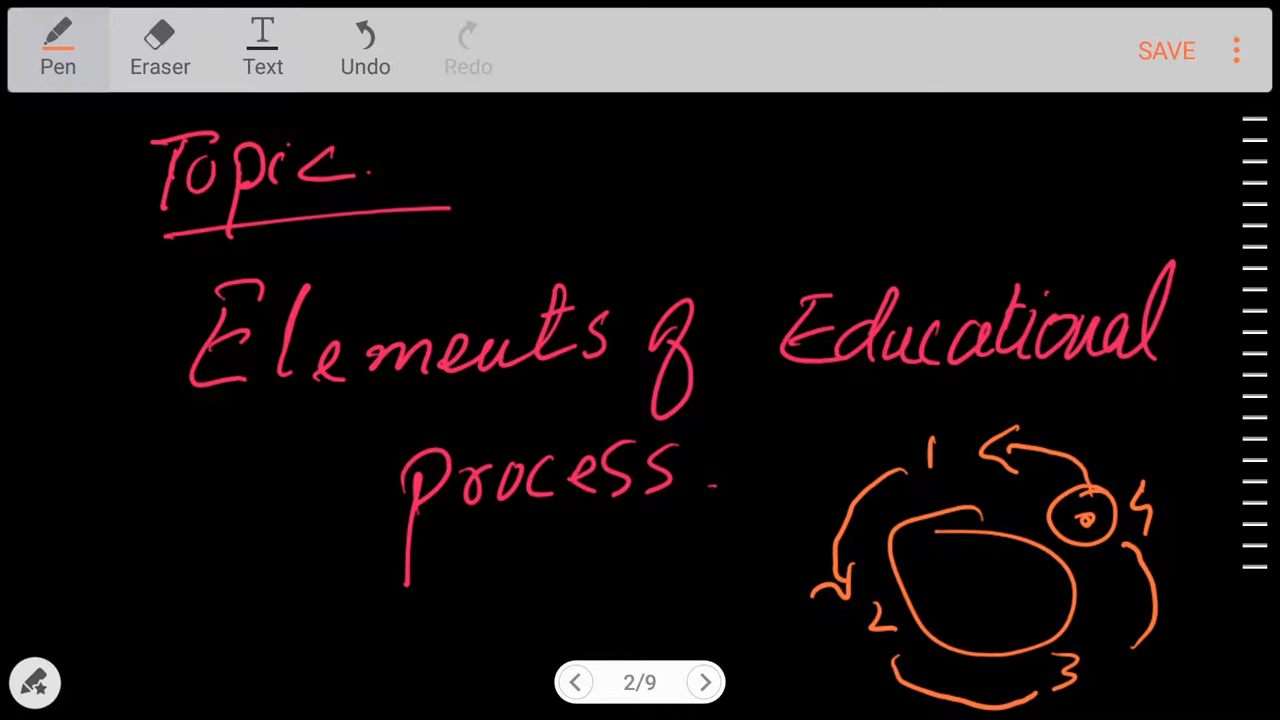 Pen Eraser Text Undo Redo SAVE
Topic.
Elements of Educational
process.
1
4
2
3
2/9